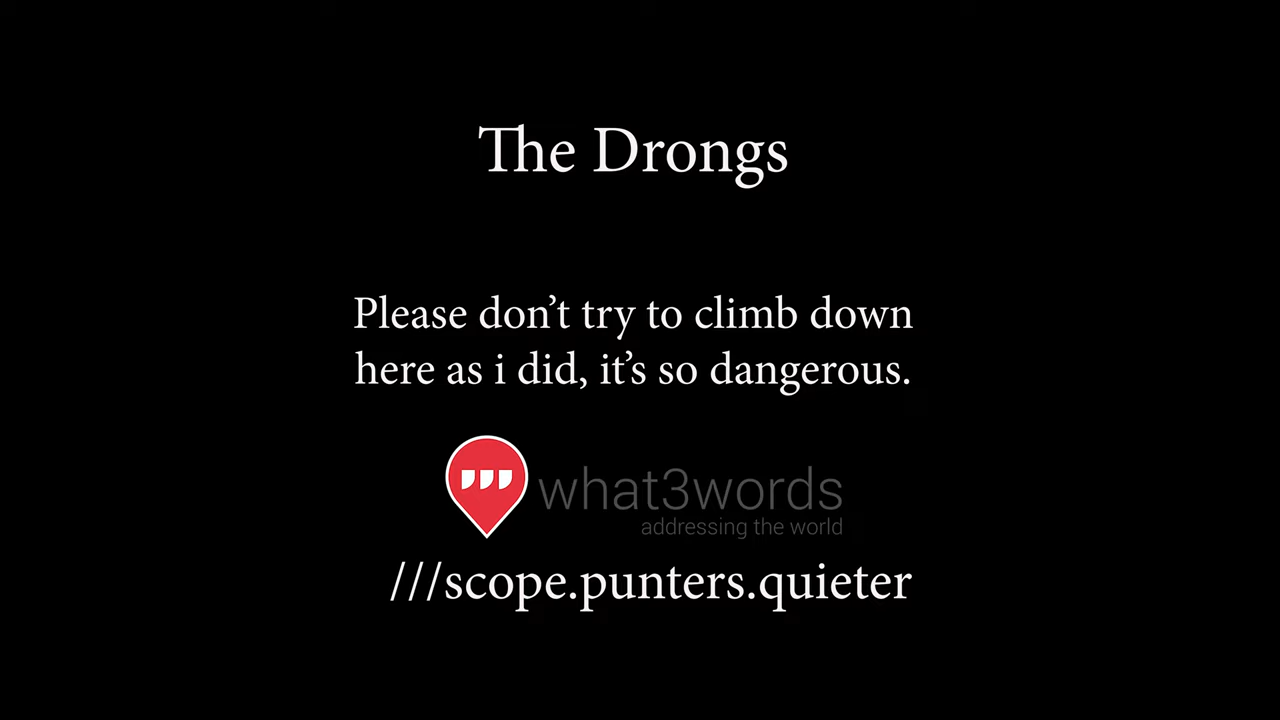 The Drongs
Please don’t try to climb down
here as i did, it’s so dangerous.
what3words
addressing the world
///scope.punters.quieter